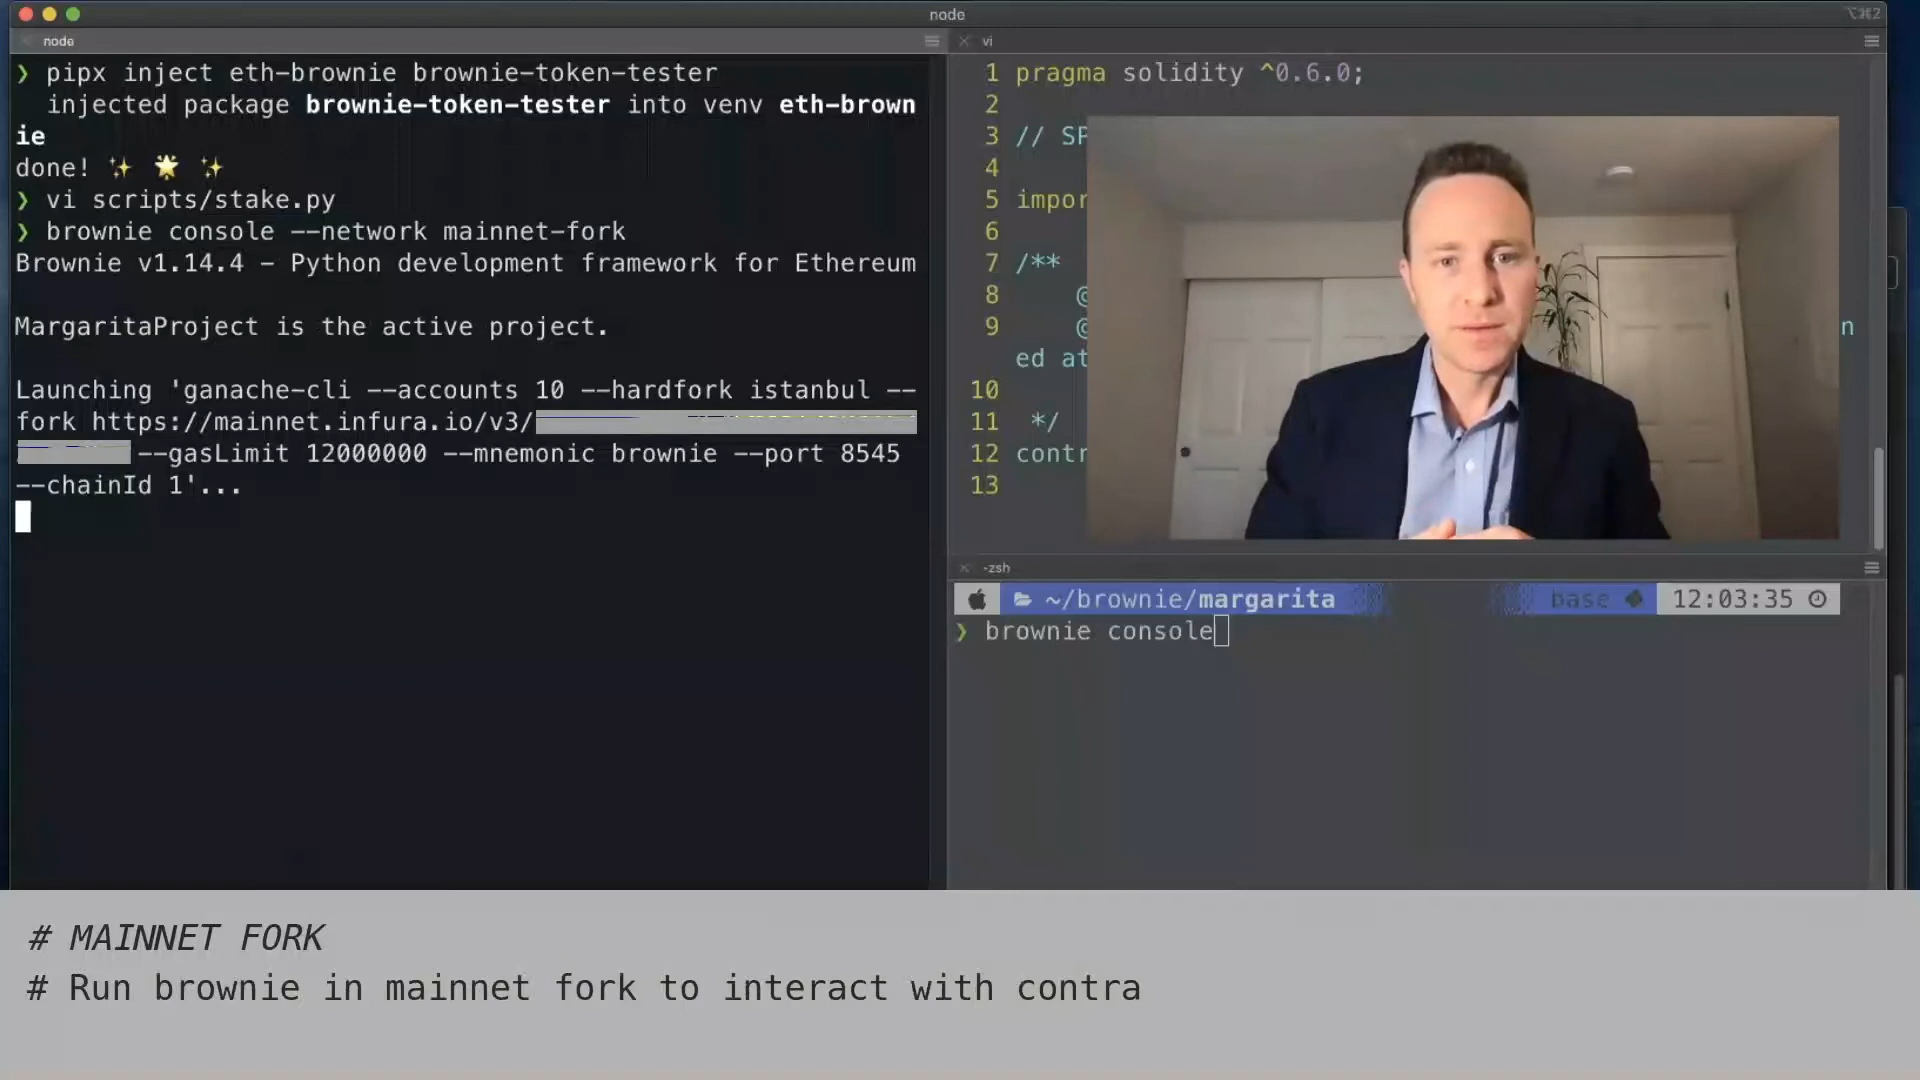 node
⌥⌘2
node
❯ pipx inject eth-brownie brownie-token-tester
injected package brownie-token-tester into venv eth-brown
ie
done! ✨ 🌟 ✨
❯ vi scripts/stake.py
❯ brownie console --network mainnet-fork
Brownie v1.14.4 - Python development framework for Ethereum
MargaritaProject is the active project.
Launching 'ganache-cli --accounts 10 --hardfork istanbul --
fork https://mainnet.infura.io/v3/
--gasLimit 12000000 --mnemonic brownie --port 8545
--chainId 1'...
vi
1 pragma solidity ^0.6.0;
2
3 // SP
4
5 impor
6
7 /**
8 @
9 @ n
ed at
10
11 */
12 contr
13
-zsh
~/brownie/margarita base 12:03:35
❯ brownie console
# MAINNET FORK
# Run brownie in mainnet fork to interact with contra